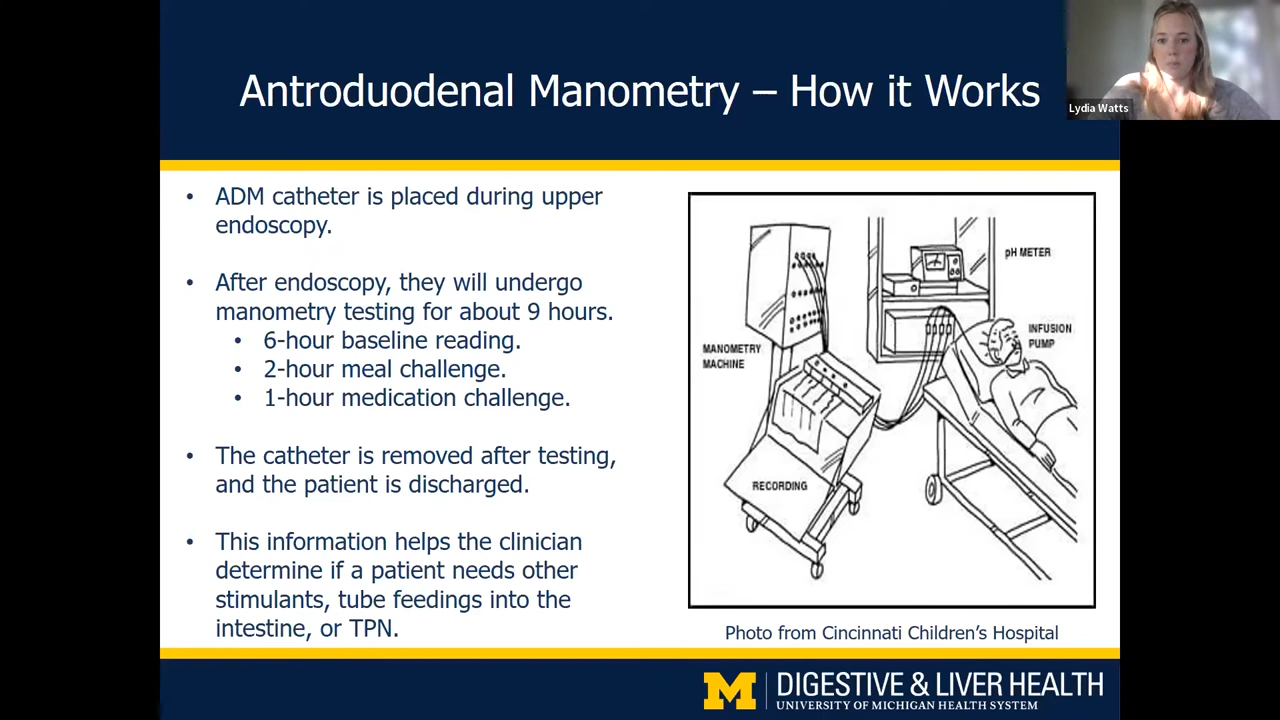 Antroduodenal Manometry – How it Works
Lydia Watts
• ADM catheter is placed during upper
endoscopy.
• After endoscopy, they will undergo
manometry testing for about 9 hours.
• 6-hour baseline reading.
• 2-hour meal challenge.
• 1-hour medication challenge.
• The catheter is removed after testing,
and the patient is discharged.
• This information helps the clinician
determine if a patient needs other
stimulants, tube feedings into the
intestine, or TPN.
pH METER
INFUSION
PUMP
MANOMETRY
MACHINE
RECORDING
Photo from Cincinnati Children’s Hospital
M
DIGESTIVE & LIVER HEALTH
UNIVERSITY OF MICHIGAN HEALTH SYSTEM